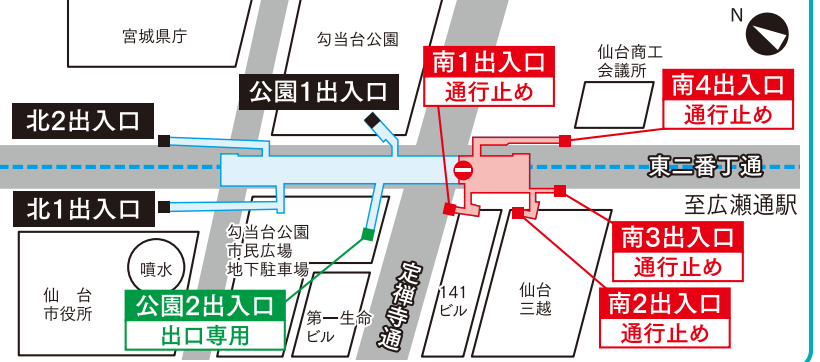 宮城県庁
勾当台公園
N
仙台商工
会議所
南1出入口
通行止め
南4出入口
通行止め
公園1出入口
北2出入口
東二番丁通
北1出入口
至広瀬通駅
勾当台公園
市民広場
地下駐車場
南3出入口
通行止め
噴水
仙 台
市役所
公園2出入口
出口専用
第一生命
ビル
定禅寺通
141
ビル
仙台
三越
南2出入口
通行止め